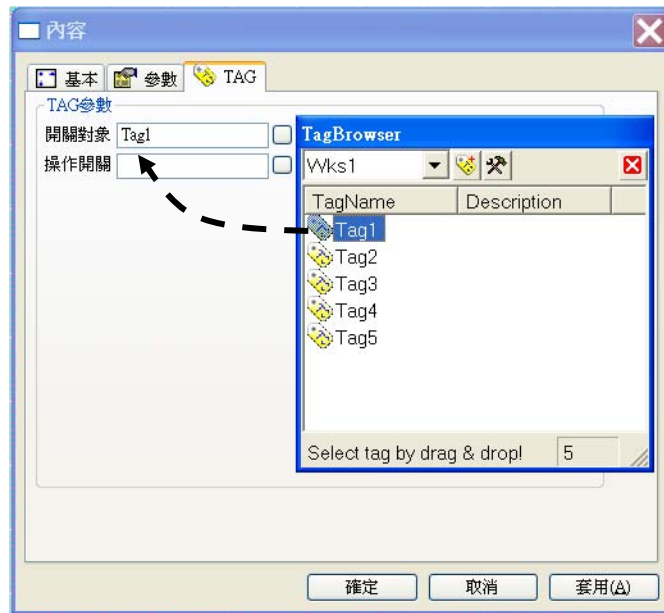 內容
基本 參數 TAG
TAG參數
開關對象 Tag1
操作開關
TagBrowser
Wks1
TagName Description
Tag1
Tag2
Tag3
Tag4
Tag5
Select tag by drag & drop! 5
確定 取消 套用(A)